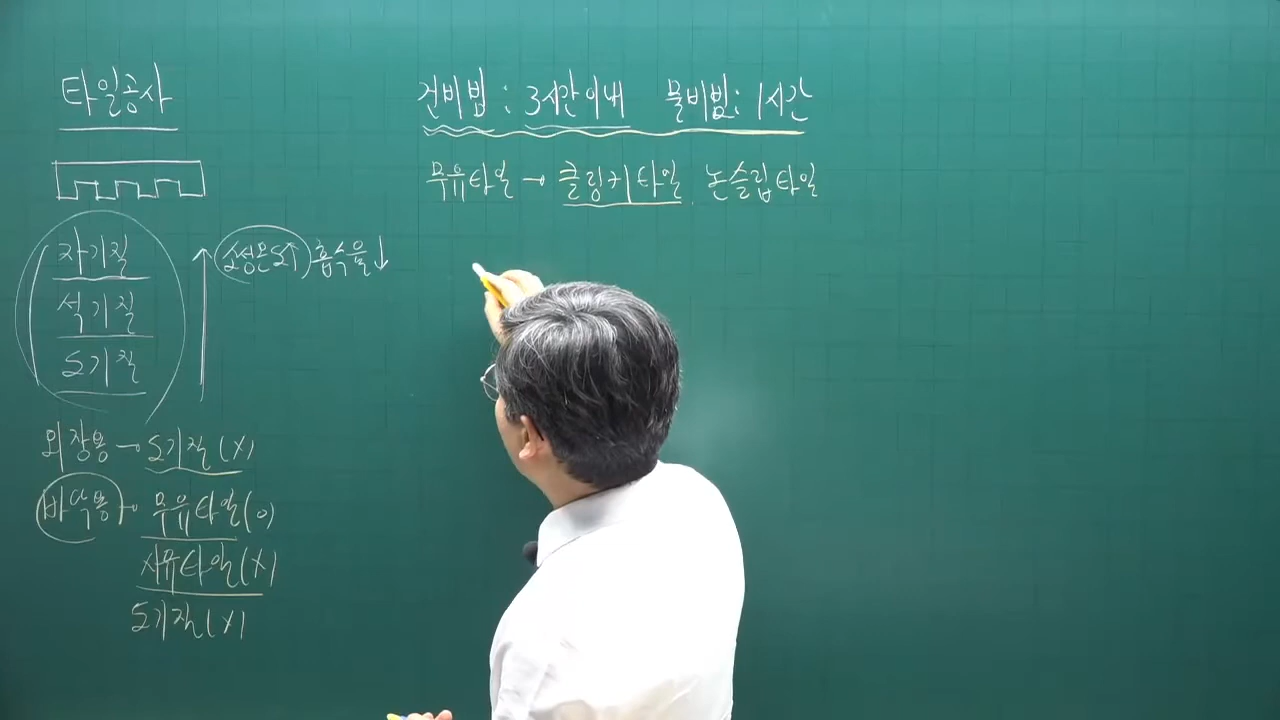 타일공사
자기질
석기질
도기질
소성온도↑ 흡수율↓
외장용 → 도기질(X)
바닥용 → 무유타일(O)
시유타일(X)
도기질(X)
건비빔 : 3시간이내 물비빔 : 1시간
무유타일 → 클링커타일 논슬립타일